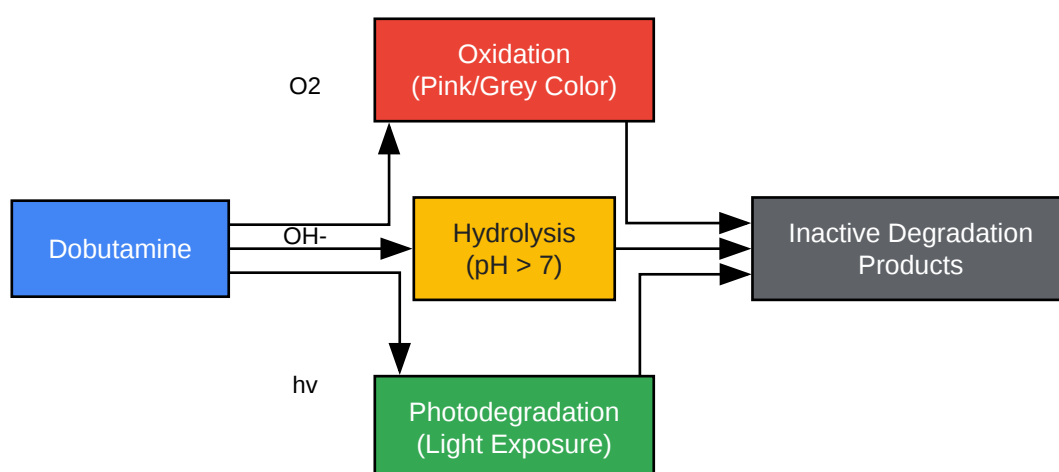 Oxidation
(Pink/Grey Color)
O2
Dobutamine
OH-
Hydrolysis
(pH > 7)
Inactive Degradation
Products
hv
Photodegradation
(Light Exposure)